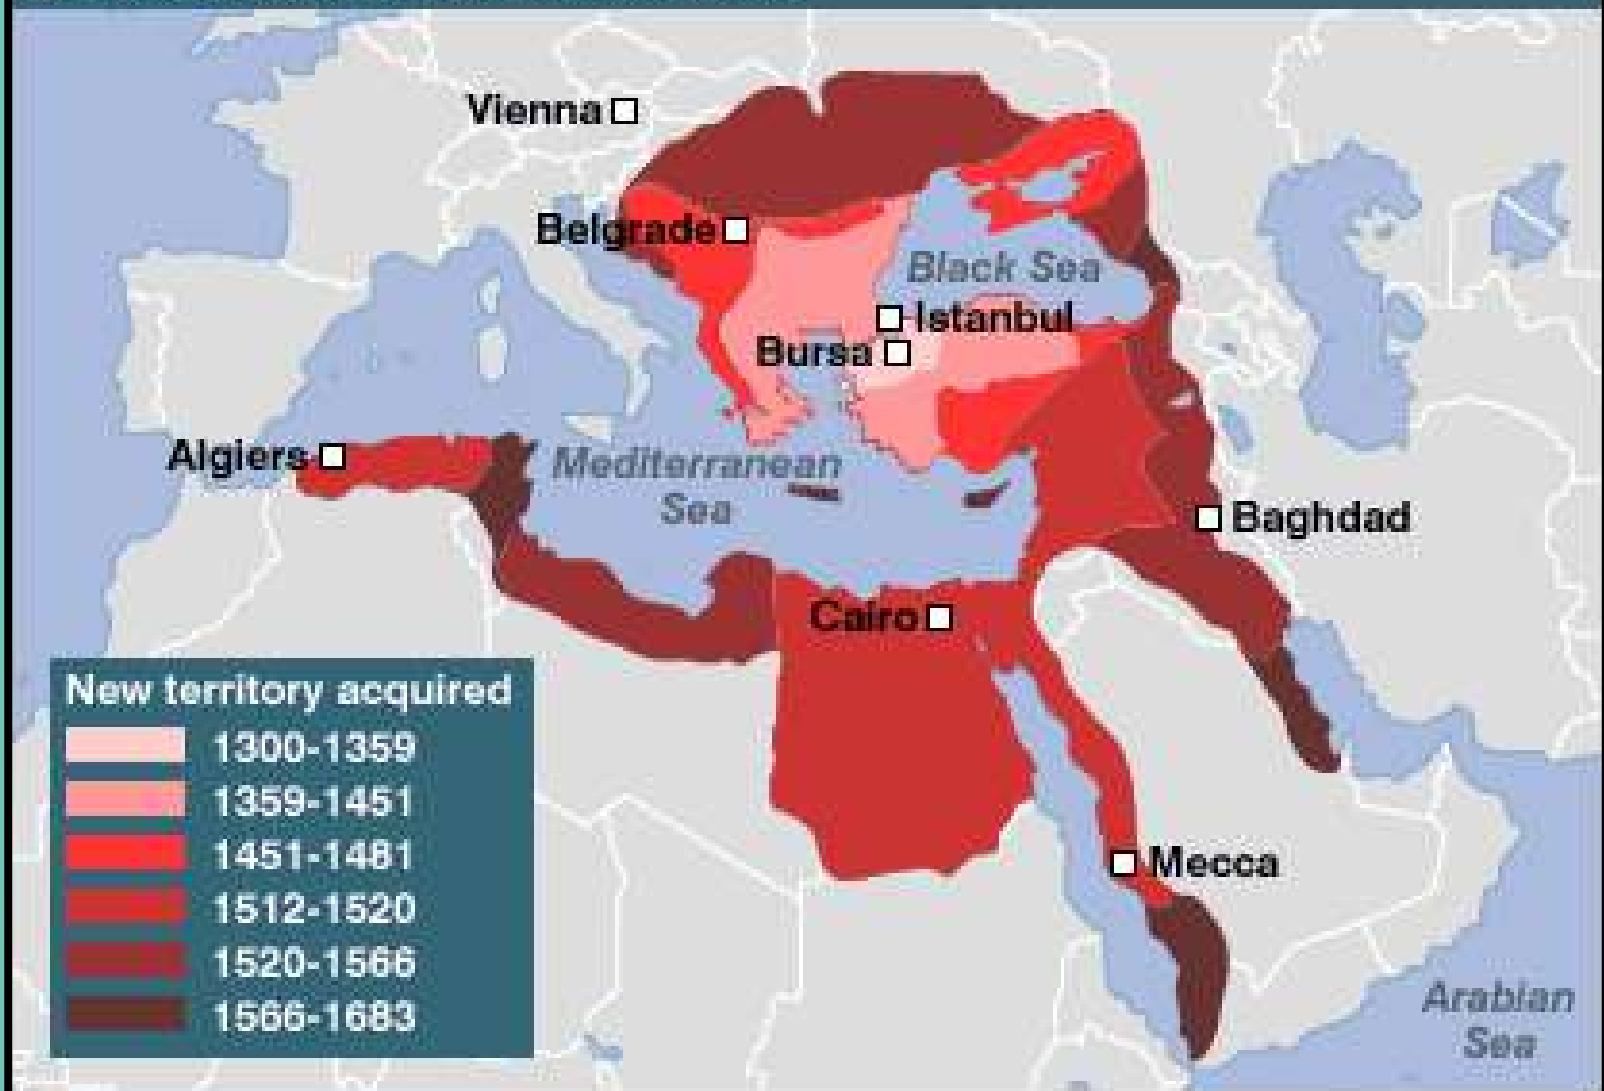 Vienna
Belgrade
Black Sea
Istanbul
Bursa
Algiers
Mediterranean
Sea
Baghdad
Cairo
New territory acquired
1300-1359
1359-1451
1451-1481
1512-1520
1520-1566
1566-1683
Mecca
Arabian
Sea